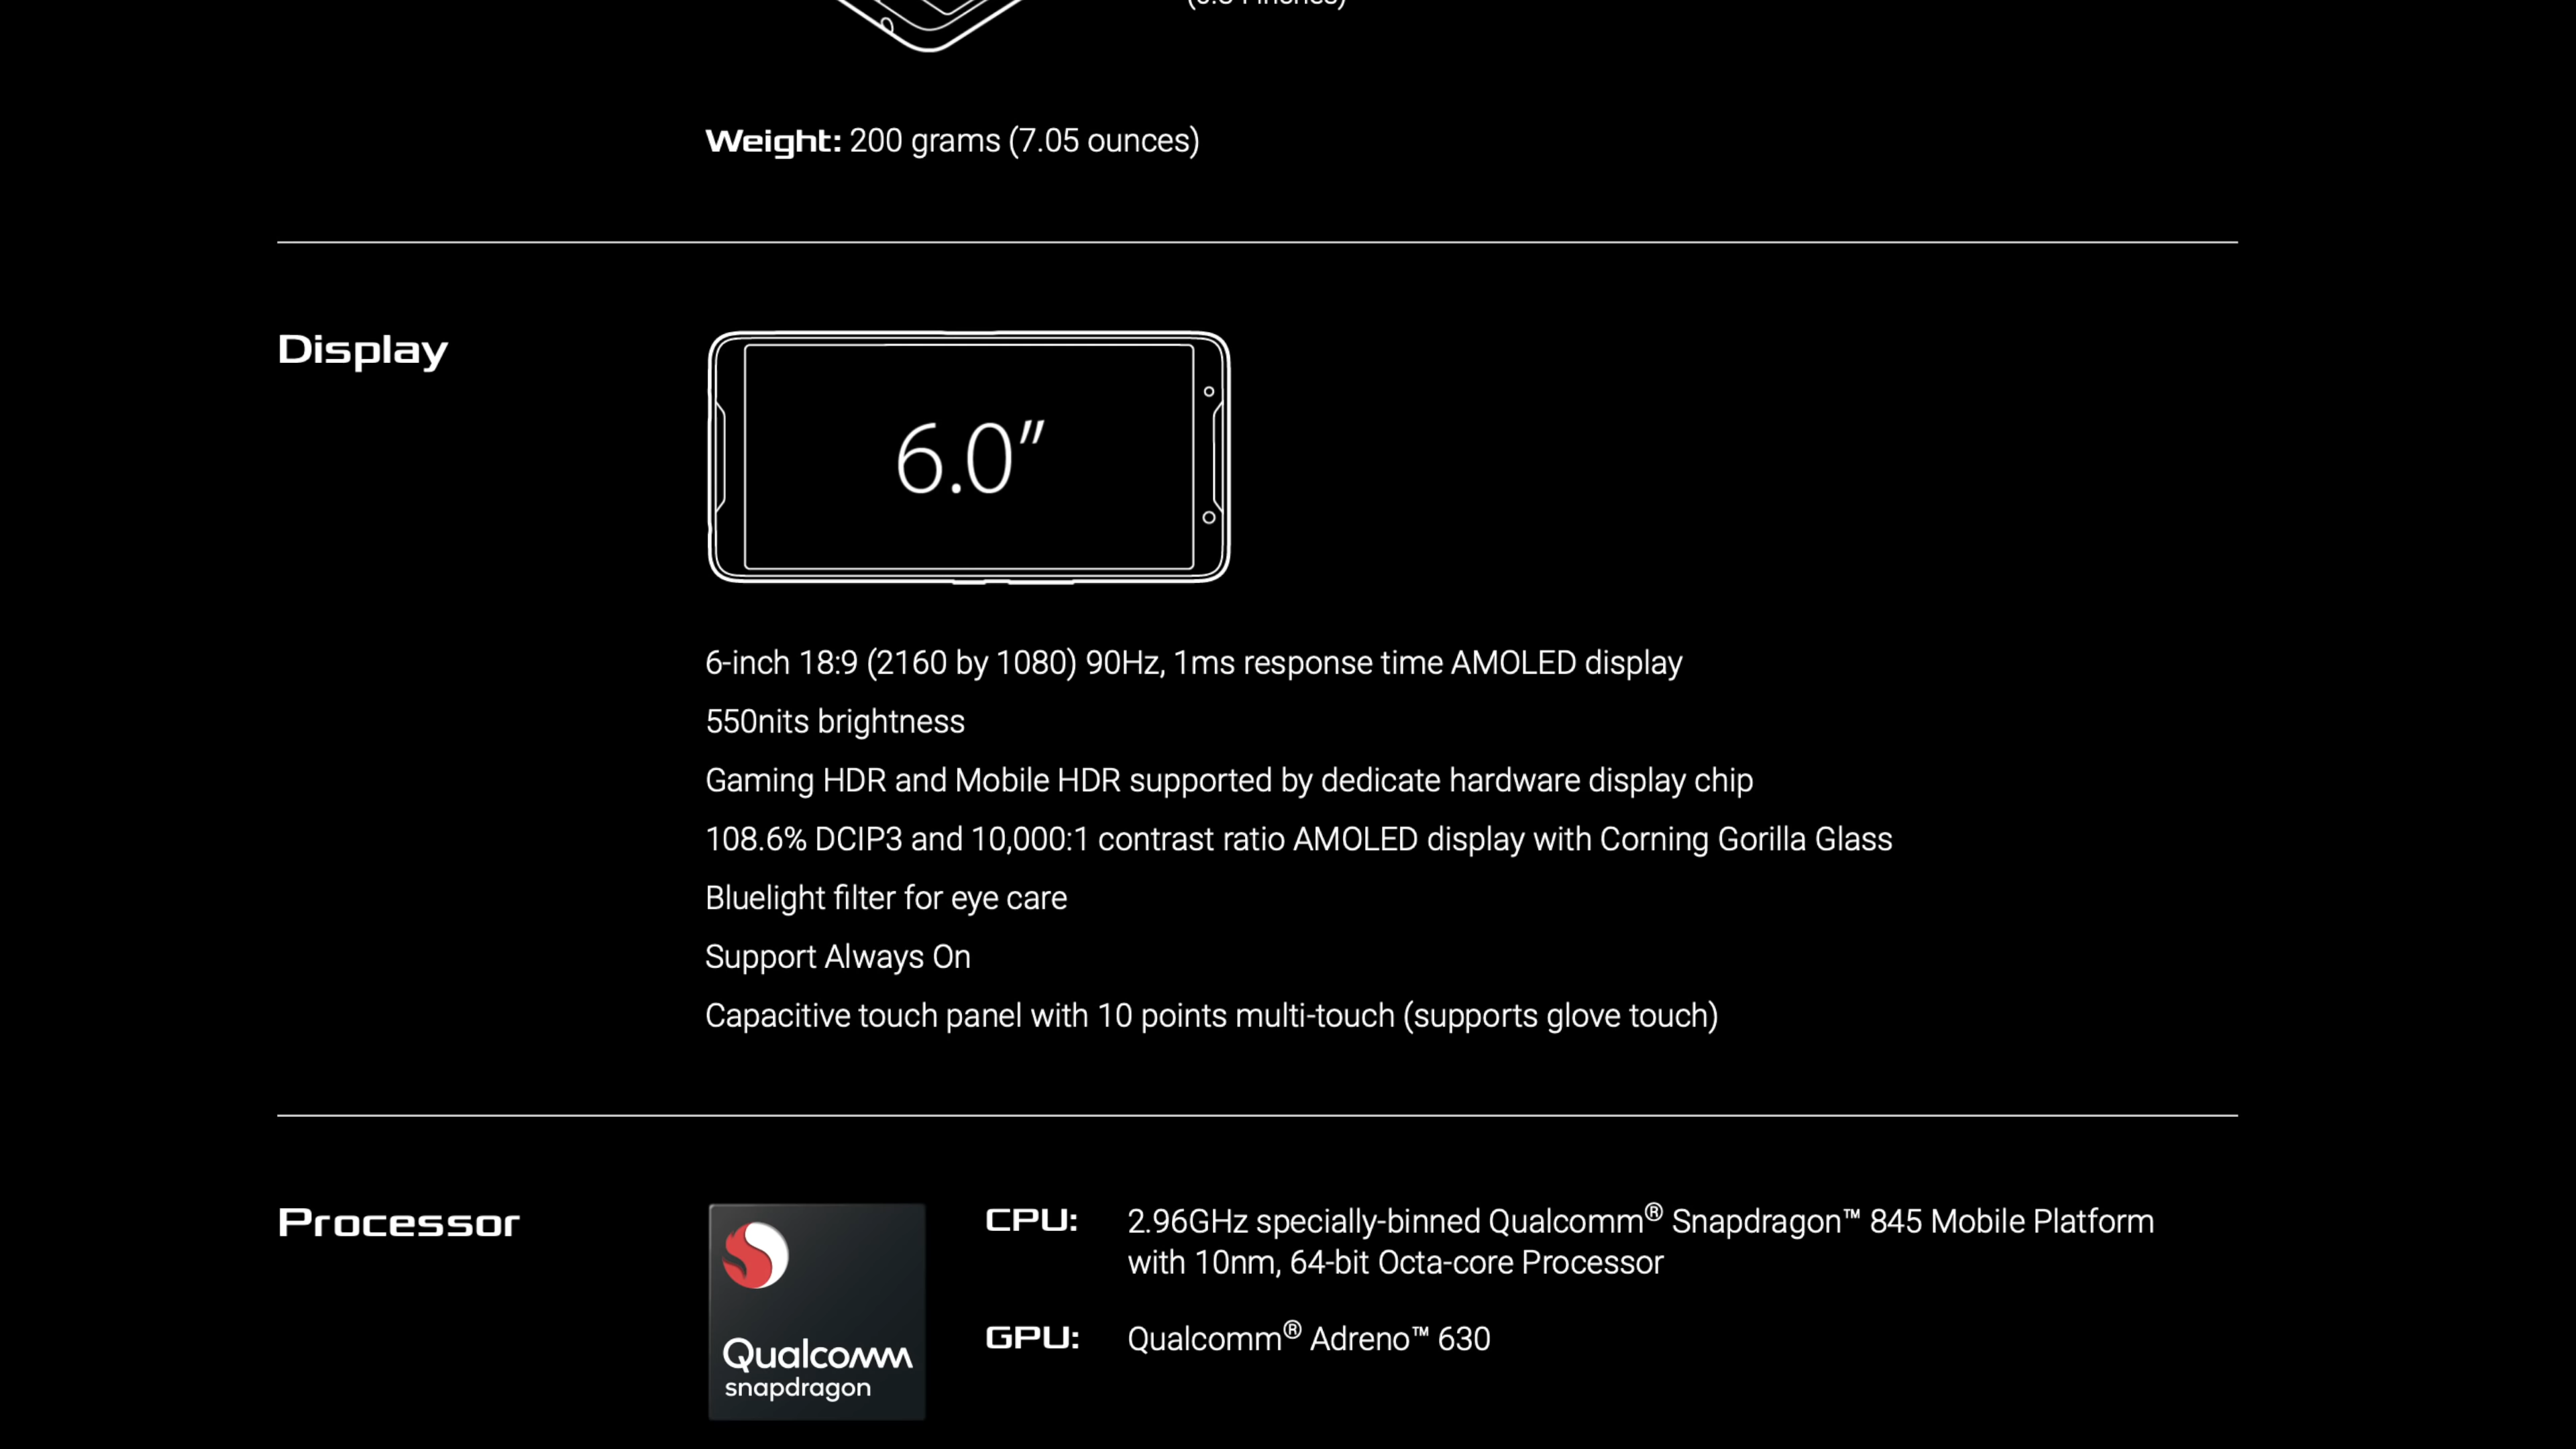 Weight: 200 grams (7.05 ounces)
Display
6.0″
6-inch 18:9 (2160 by 1080) 90Hz, 1ms response time AMOLED display
550nits brightness
Gaming HDR and Mobile HDR supported by dedicate hardware display chip
108.6% DCIP3 and 10,000:1 contrast ratio AMOLED display with Corning Gorilla Glass
Bluelight filter for eye care
Support Always On
Capacitive touch panel with 10 points multi-touch (supports glove touch)
Processor
Qualcomm
snapdragon
CPU: 2.96GHz specially-binned Qualcomm® Snapdragon™ 845 Mobile Platform
with 10nm, 64-bit Octa-core Processor
GPU: Qualcomm® Adreno™ 630